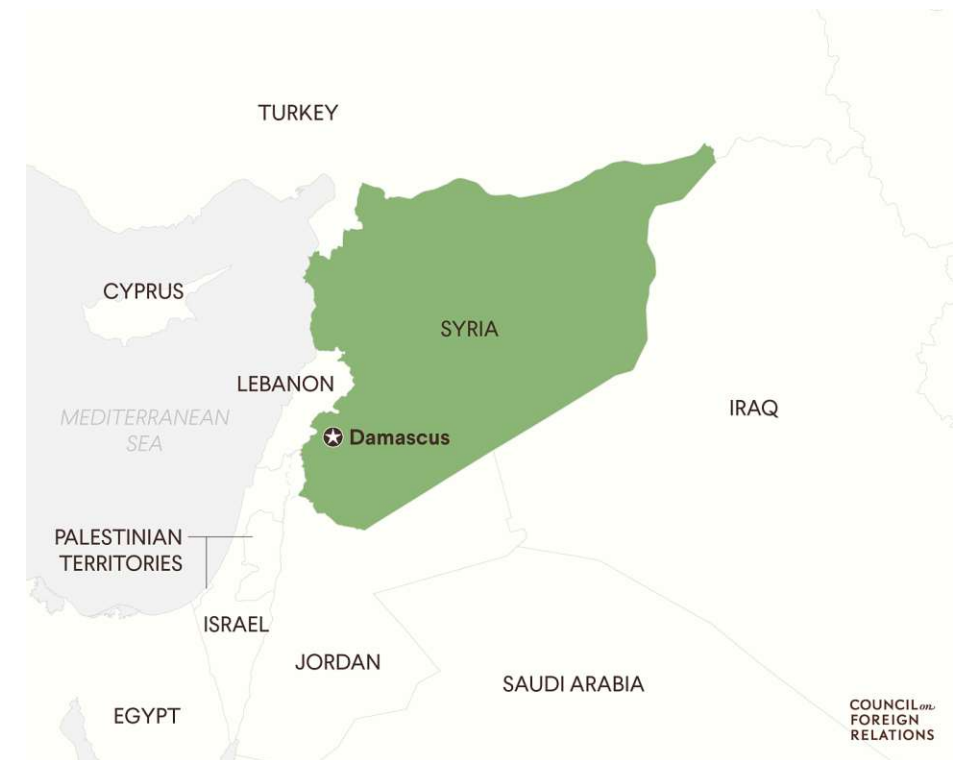 TURKEY
CYPRUS
SYRIA
LEBANON
IRAQ
MEDITERRANEAN
SEA
Damascus
PALESTINIAN
TERRITORIES
ISRAEL
JORDAN
SAUDI ARABIA
EGYPT
COUNCIL on
FOREIGN
RELATIONS